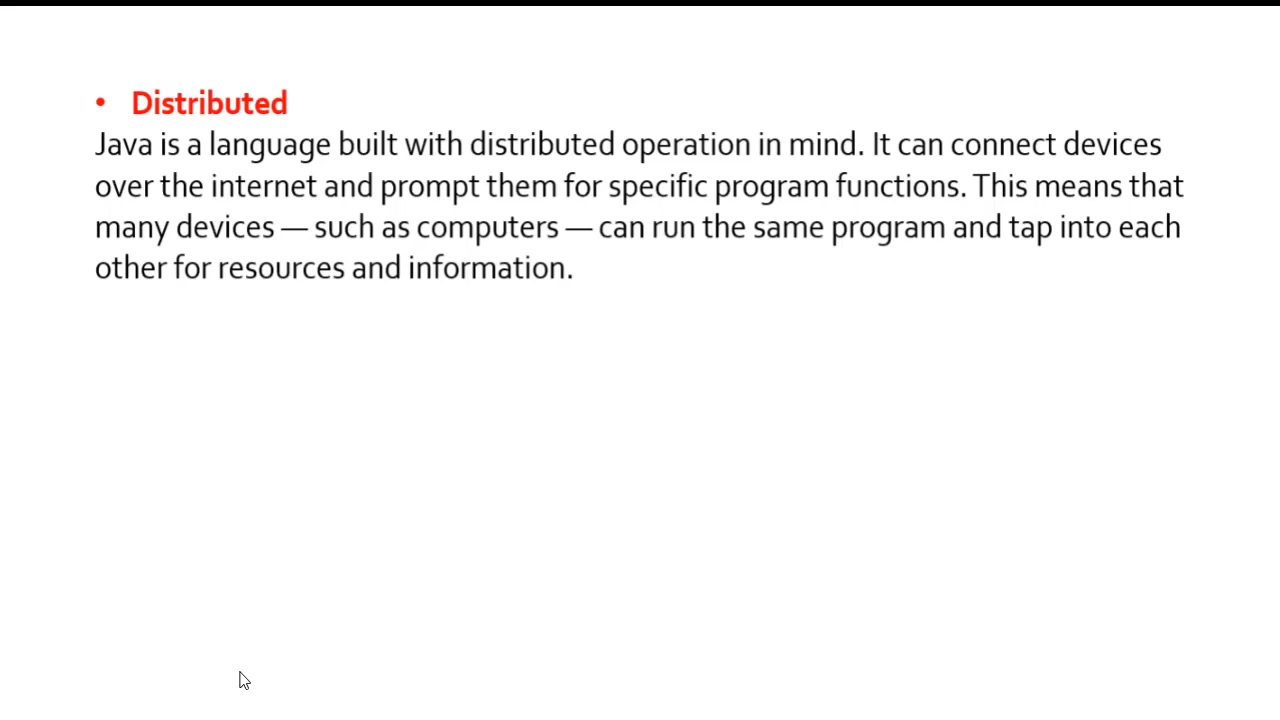 • Distributed
Java is a language built with distributed operation in mind. It can connect devices
over the internet and prompt them for specific program functions. This means that
many devices — such as computers — can run the same program and tap into each
other for resources and information.